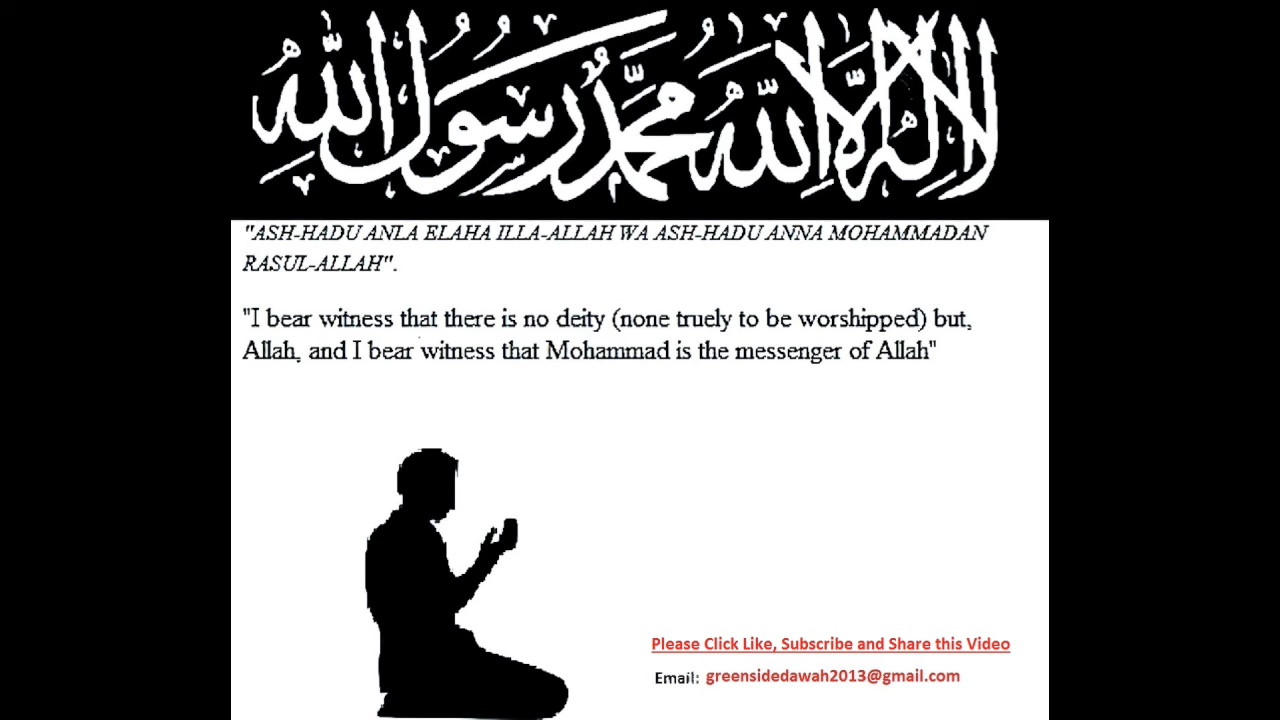 لا إله إلا الله محمد رسول الله
"ASH-HADU ANLA ELAHA ILLA-ALLAH WA ASH-HADU ANNA MOHAMMADAN
RASUL-ALLAH".
"I bear witness that there is no deity (none truely to be worshipped) but,
Allah, and I bear witness that Mohammad is the messenger of Allah"
Please Click Like, Subscribe and Share this Video
Email: greensidedawah2013@gmail.com